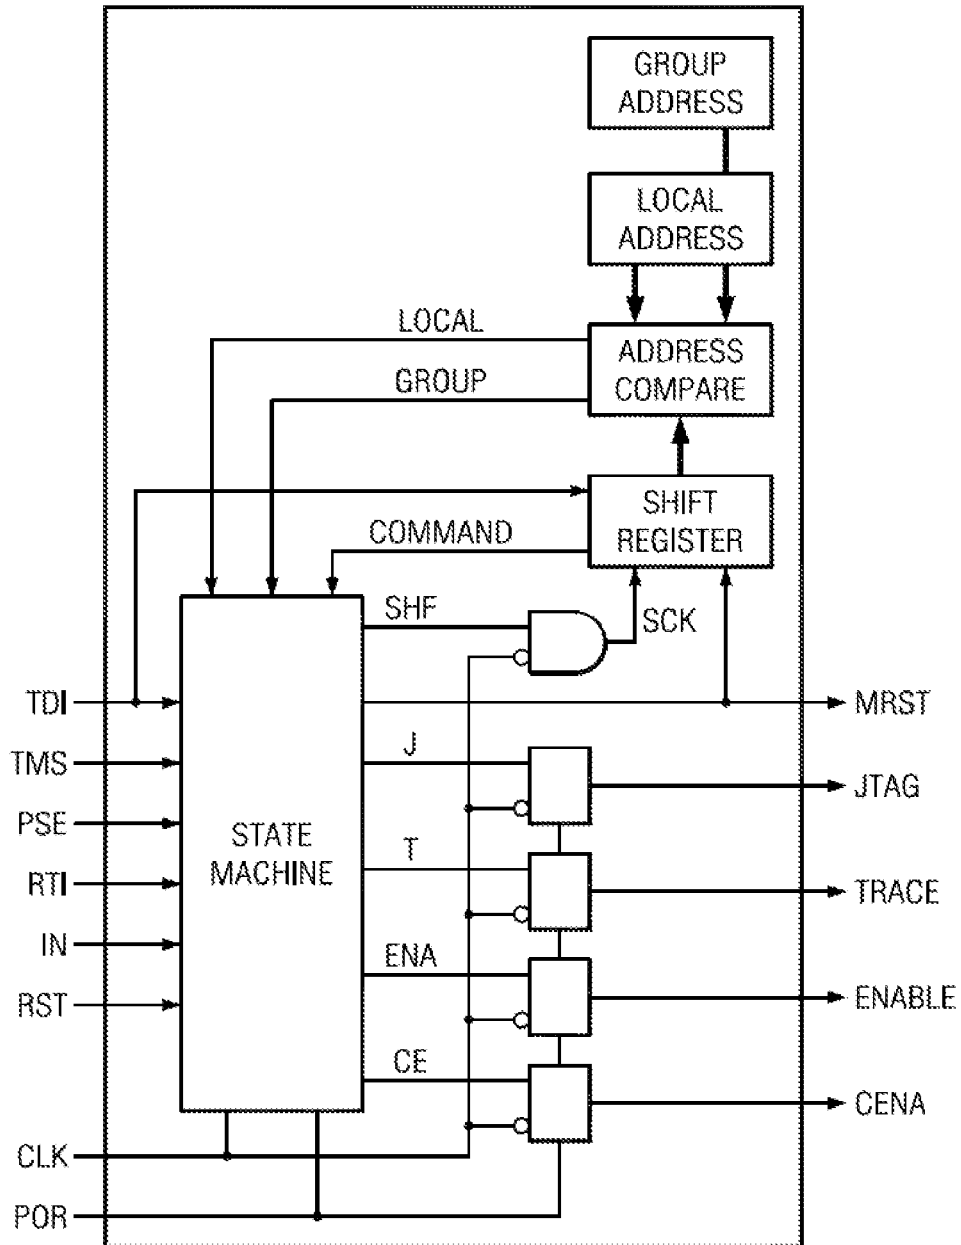 GROUP
ADDRESS
LOCAL
ADDRESS
LOCAL
ADDRESS
COMPARE
GROUP
SHIFT
REGISTER
COMMAND
SHF
SCK
TDI
MRST
TMS
J
JTAG
PSE
STATE
MACHINE
T
RTI
TRACE
IN
ENA
RST
ENABLE
CE
CENA
CLK
POR